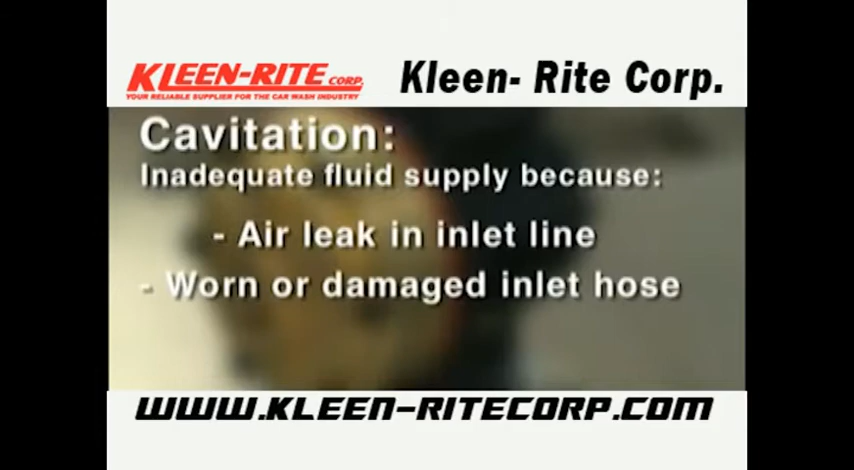 KLEEN-RITE CORP.
YOUR RELIABLE SUPPLIER FOR THE CAR WASH INDUSTRY
Kleen- Rite Corp.
Cavitation:
Inadequate fluid supply because:
- Air leak in inlet line
- Worn or damaged inlet hose
WWW.KLEEN-RITECORP.COM